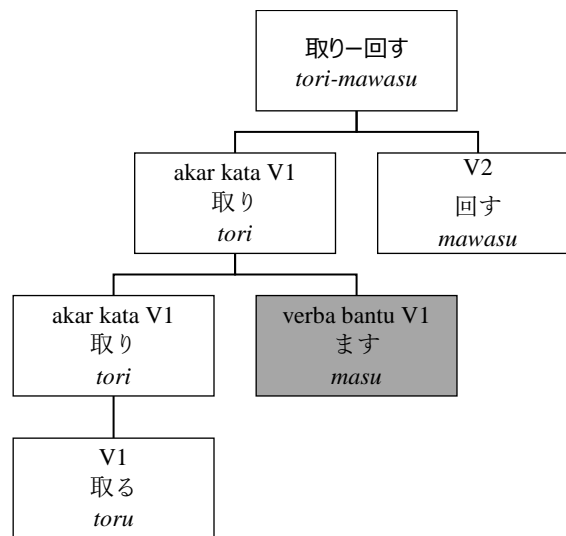 取り－回す
tori-mawasu
akar kata V1
取り
tori
V2
回す
mawasu
akar kata V1
取り
tori
verba bantu V1
ます
masu
V1
取る
toru